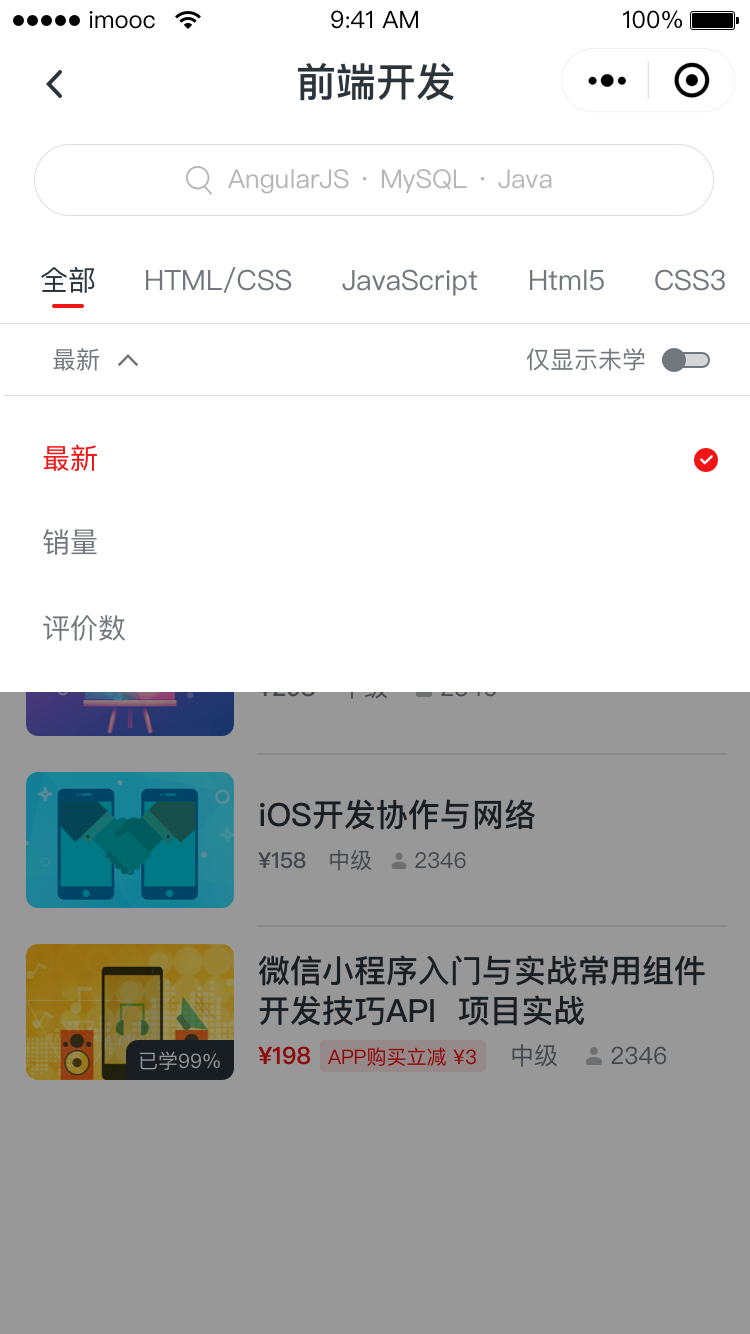 imooc 9:41 AM 100%
前端开发
AngularJS · MySQL · Java
全部 HTML/CSS JavaScript Html5 CSS3
最新 仅显示未学
最新
销量
评价数
iOS开发协作与网络
¥158 中级 2346
微信小程序入门与实战常用组件
开发技巧API 项目实战
已学99% ¥198 APP购买立减 ¥3 中级 2346